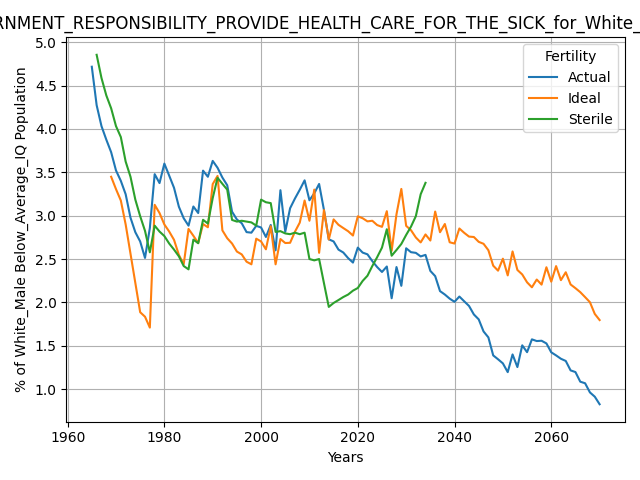 RNMENT_RESPONSIBILITY_PROVIDE_HEALTH_CARE_FOR_THE_SICK_for_White_
% of White_Male Below_Average_IQ Population
5.0
4.5
4.0
3.5
3.0
2.5
2.0
1.5
1.0
Fertility
Actual
Ideal
Sterile
1960 1980 2000 2020 2040 2060
Years